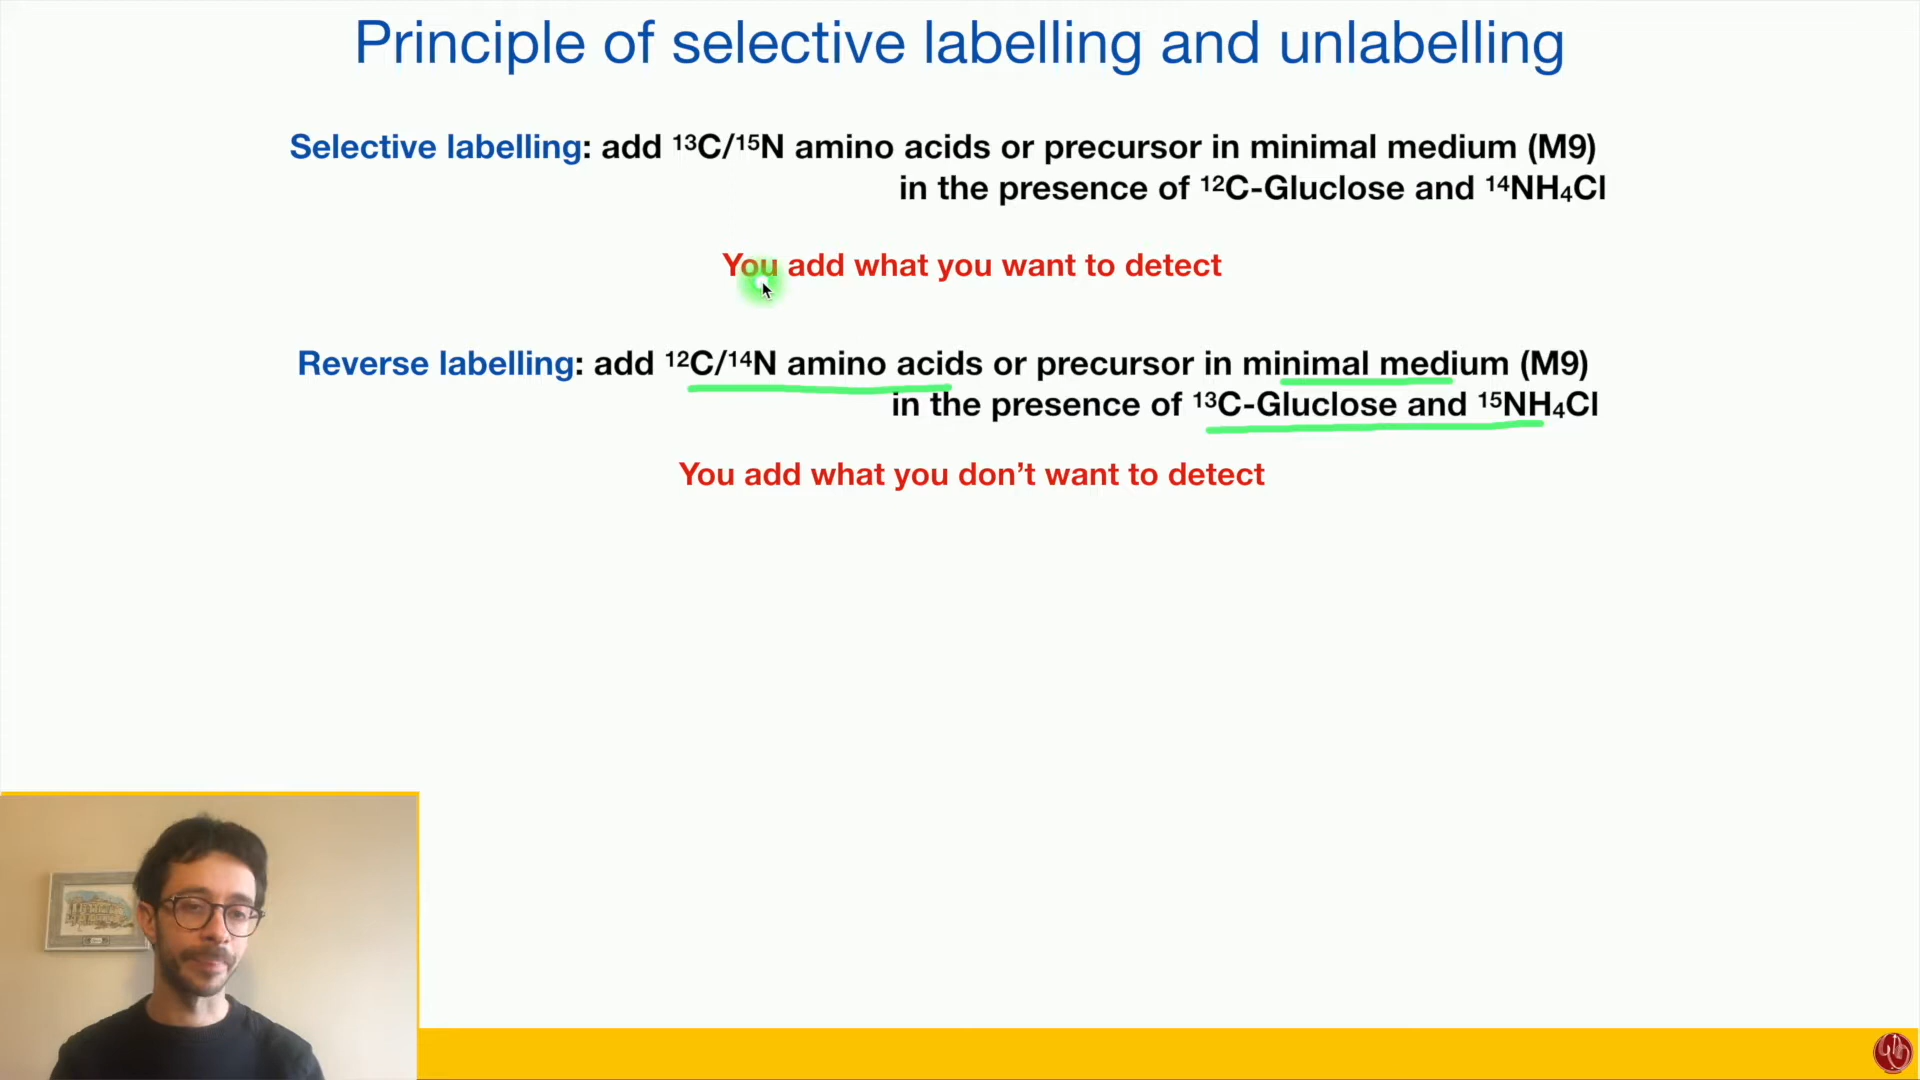 Principle of selective labelling and unlabelling
Selective labelling: add ¹³C/¹⁵N amino acids or precursor in minimal medium (M9)
in the presence of ¹²C-Gluclose and ¹⁴NH₄Cl
You add what you want to detect
Reverse labelling: add ¹²C/¹⁴N amino acids or precursor in minimal medium (M9)
in the presence of ¹³C-Gluclose and ¹⁵NH₄Cl
You add what you don’t want to detect